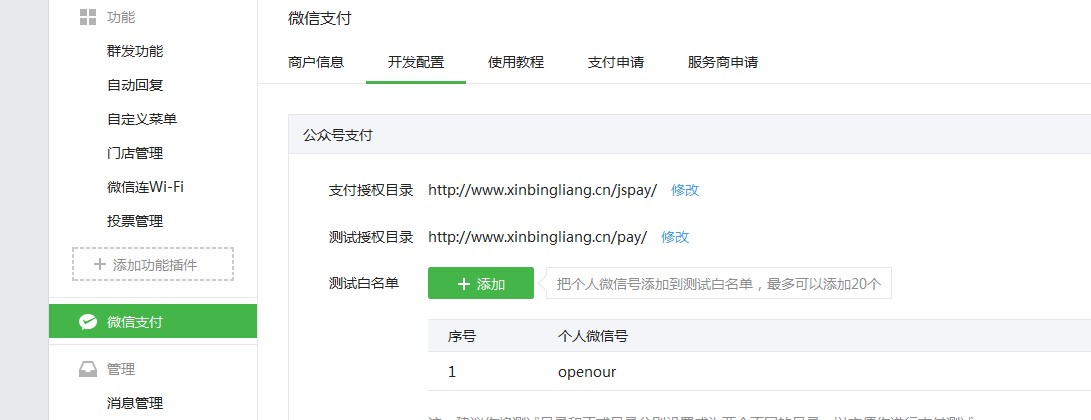 功能
群发功能
自动回复
自定义菜单
门店管理
微信连Wi-Fi
投票管理
添加功能插件
微信支付
管理
消息管理
微信支付
商户信息 开发配置 使用教程 支付申请 服务商申请
公众号支付
支付授权目录 http://www.xinbingliang.cn/jspay/ 修改
测试授权目录 http://www.xinbingliang.cn/pay/ 修改
测试白名单 添加 把个人微信号添加到测试白名单，最多可以添加20个
序号 个人微信号
1 openour